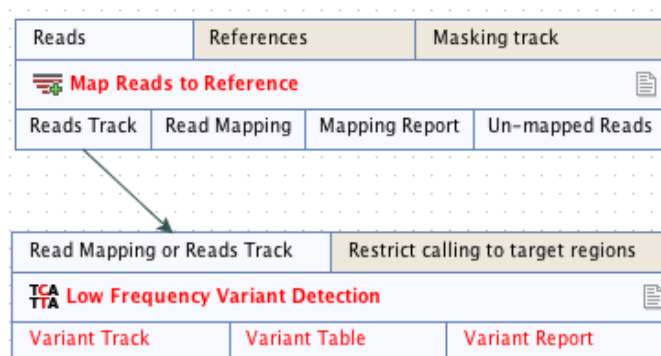 Reads References Masking track
Map Reads to Reference
Reads Track Read Mapping Mapping Report Un-mapped Reads
Read Mapping or Reads Track Restrict calling to target regions
TCA
TTA
Low Frequency Variant Detection
Variant Track Variant Table Variant Report